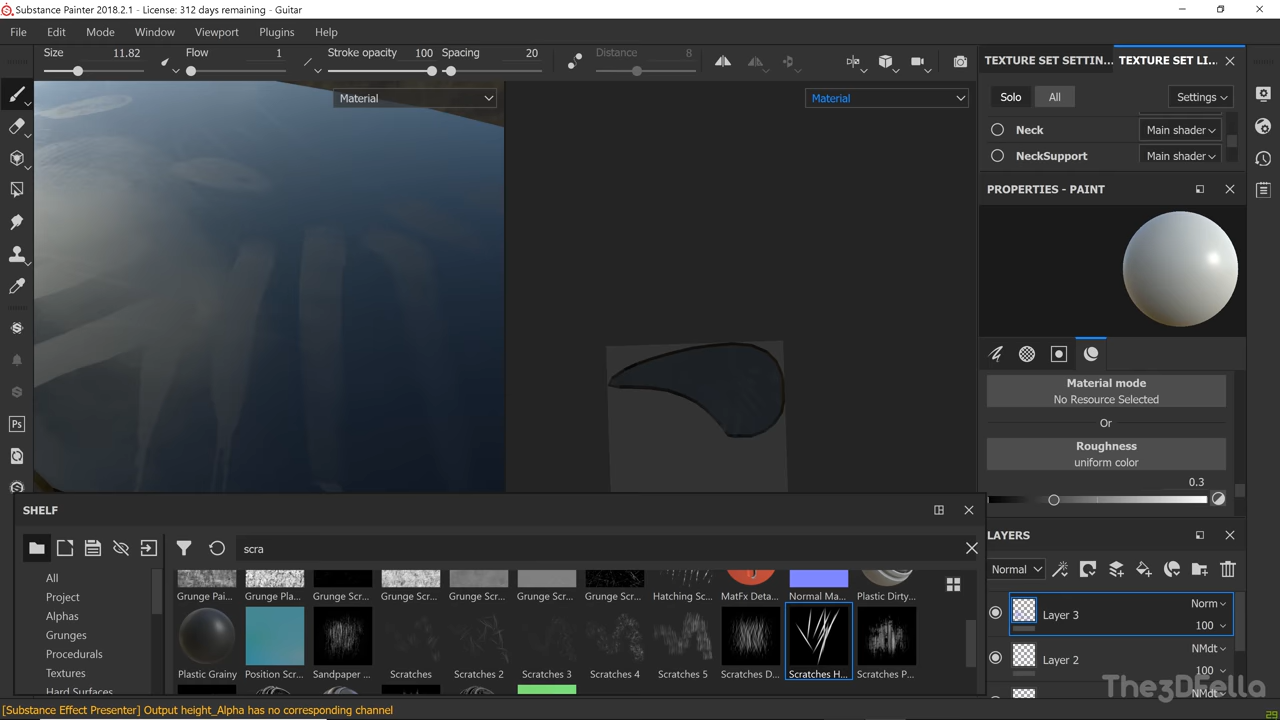 Substance Painter 2018.2.1 - License: 312 days remaining - Guitar
File Edit Mode Window Viewport Plugins Help
Size 11.82 Flow 1 Stroke opacity 100 Spacing 20 Distance 8
TEXTURE SET SETTIN... TEXTURE SET LI...
Material
Material
Solo All Settings
Neck Main shader
NeckSupport Main shader
PROPERTIES - PAINT
Material mode
No Resource Selected
Or
Roughness
uniform color
0.3
Ps
SHELF
scra
All
Project
Alphas
Grunges
Procedurals
Textures
Hard Surfaces
Grunge Pai... Grunge Pla... Grunge Scr... Grunge Scr... Grunge Scr... Grunge Scr... Grunge Scr... Hatching Sc... MatFx Deta... Normal Ma... Plastic Dirty...
Plastic Grainy Position Scr... Sandpaper ... Scratches Scratches 2 Scratches 3 Scratches 4 Scratches 5 Scratches D... Scratches H... Scratches P...
LAYERS
Normal
Layer 3 Norm
100
Layer 2 NMdt
100
NMdt
The3DFella
[Substance Effect Presenter] Output height_Alpha has no corresponding channel
29